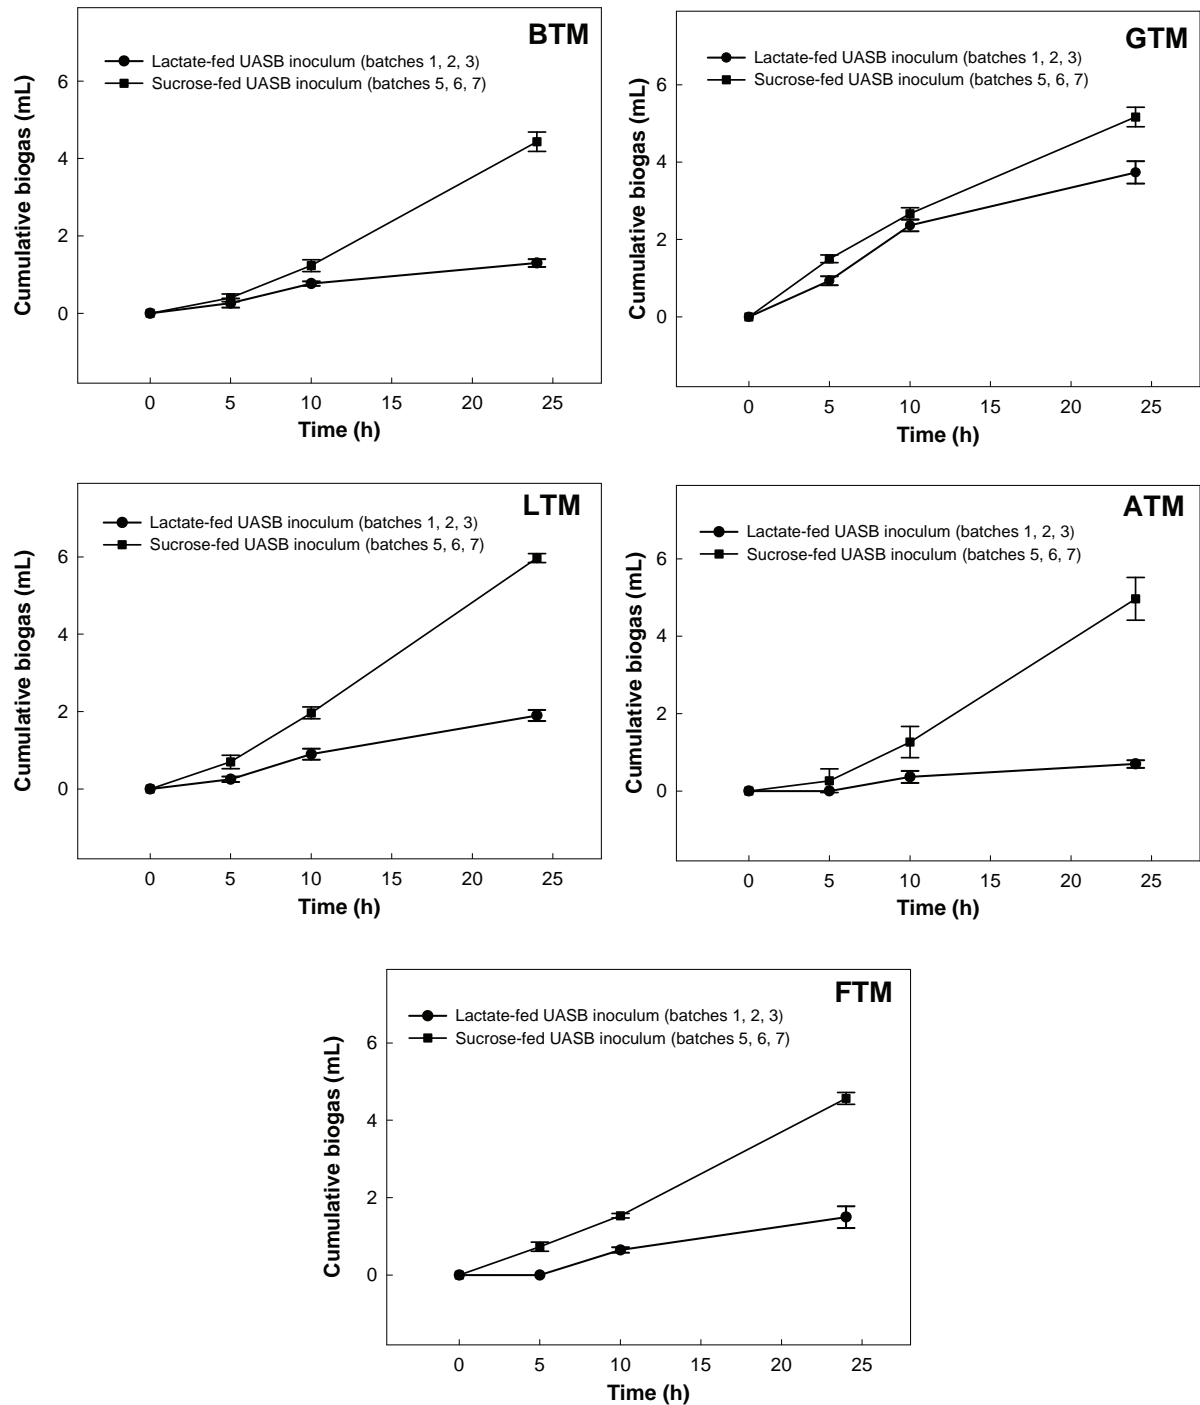 BTM
Lactate-fed UASB inoculum (batches 1, 2, 3)
Sucrose-fed UASB inoculum (batches 5, 6, 7)
Cumulative biogas (mL)
6
4
2
0
0 5 10 15 20 25
Time (h)
GTM
Lactate-fed UASB inoculum (batches 1, 2, 3)
Sucrose-fed UASB inoculum (batches 5, 6, 7)
Cumulative biogas (mL)
6
4
2
0
0 5 10 15 20 25
Time (h)
LTM
Lactate-fed UASB inoculum (batches 1, 2, 3)
Sucrose-fed UASB inoculum (batches 5, 6, 7)
Cumulative biogas (mL)
6
4
2
0
0 5 10 15 20 25
Time (h)
ATM
Lactate-fed UASB inoculum (batches 1, 2, 3)
Sucrose-fed UASB inoculum (batches 5, 6, 7)
Cumulative biogas (mL)
6
4
2
0
0 5 10 15 20 25
Time (h)
FTM
Lactate-fed UASB inoculum (batches 1, 2, 3)
Sucrose-fed UASB inoculum (batches 5, 6, 7)
Cumulative biogas (mL)
6
4
2
0
0 5 10 15 20 25
Time (h)